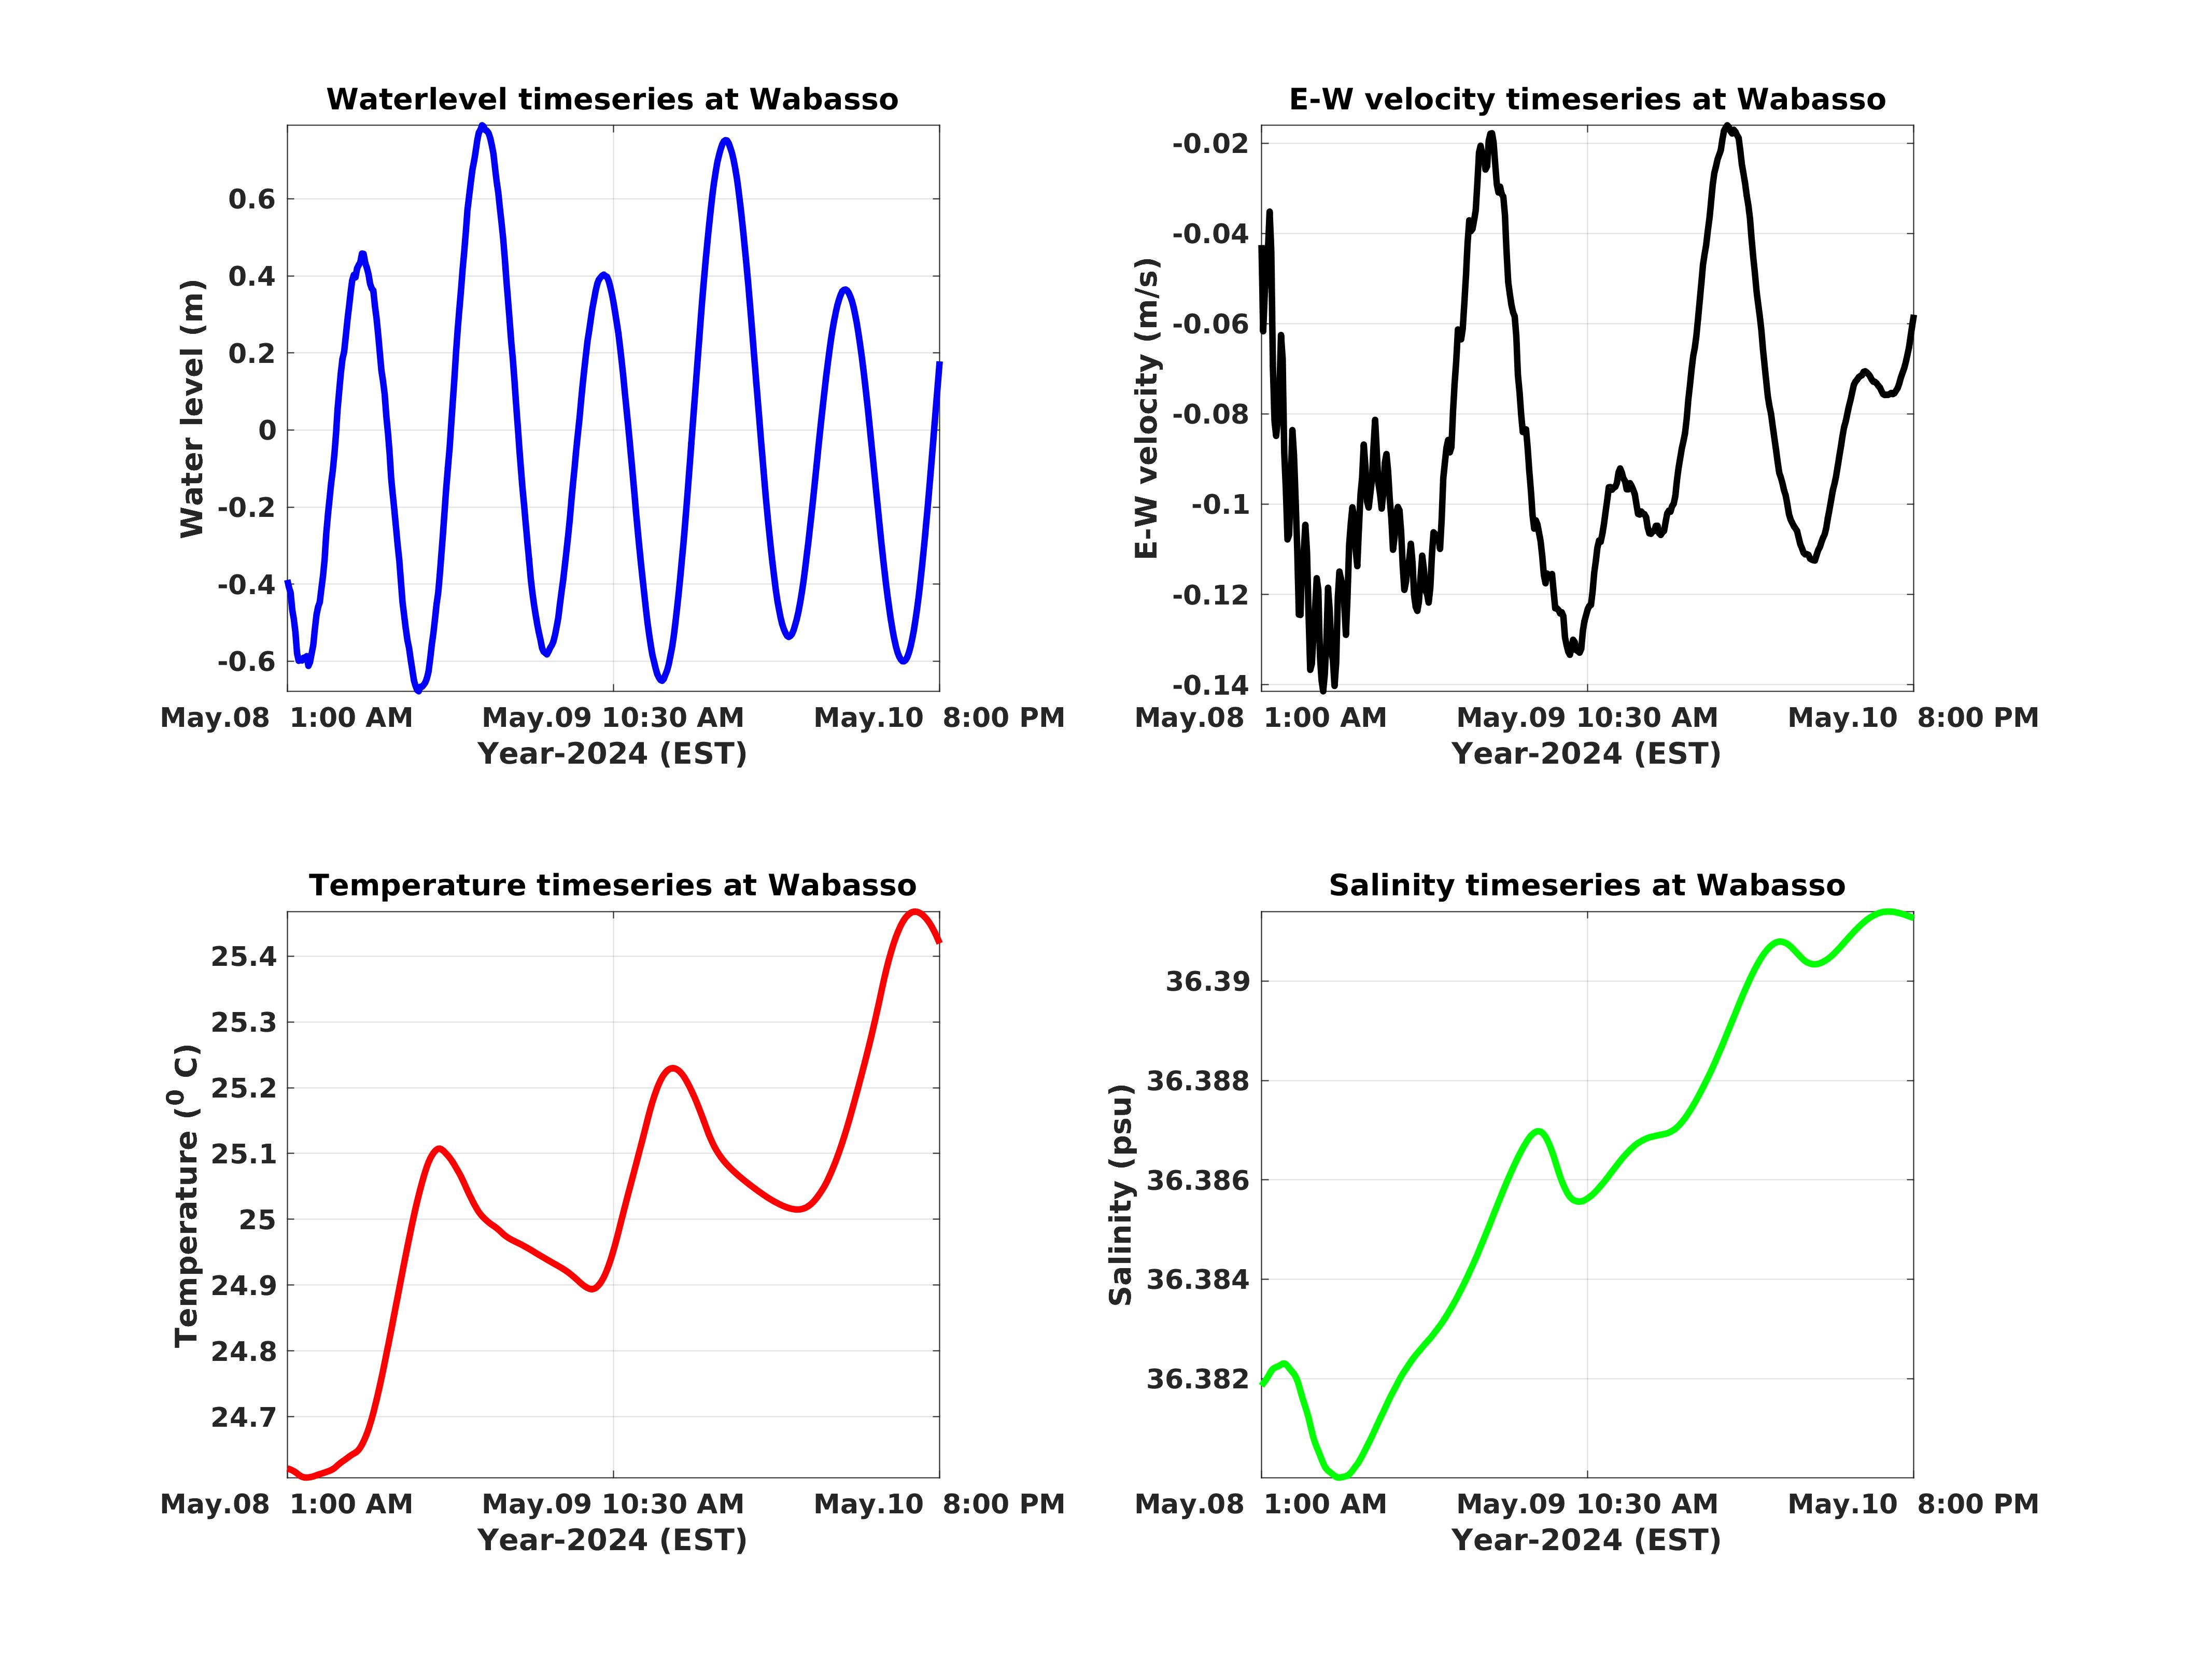 Waterlevel timeseries at Wabasso
Water level (m)
0.6
0.4
0.2
0
-0.2
-0.4
-0.6
May.08  1:00 AM
May.09 10:30 AM
May.10  8:00 PM
Year-2024 (EST)
E-W velocity timeseries at Wabasso
E-W velocity (m/s)
-0.02
-0.04
-0.06
-0.08
-0.1
-0.12
-0.14
May.08  1:00 AM
May.09 10:30 AM
May.10  8:00 PM
Year-2024 (EST)
Temperature timeseries at Wabasso
Temperature (⁰ C)
25.4
25.3
25.2
25.1
25
24.9
24.8
24.7
May.08  1:00 AM
May.09 10:30 AM
May.10  8:00 PM
Year-2024 (EST)
Salinity timeseries at Wabasso
Salinity (psu)
36.39
36.388
36.386
36.384
36.382
May.08  1:00 AM
May.09 10:30 AM
May.10  8:00 PM
Year-2024 (EST)